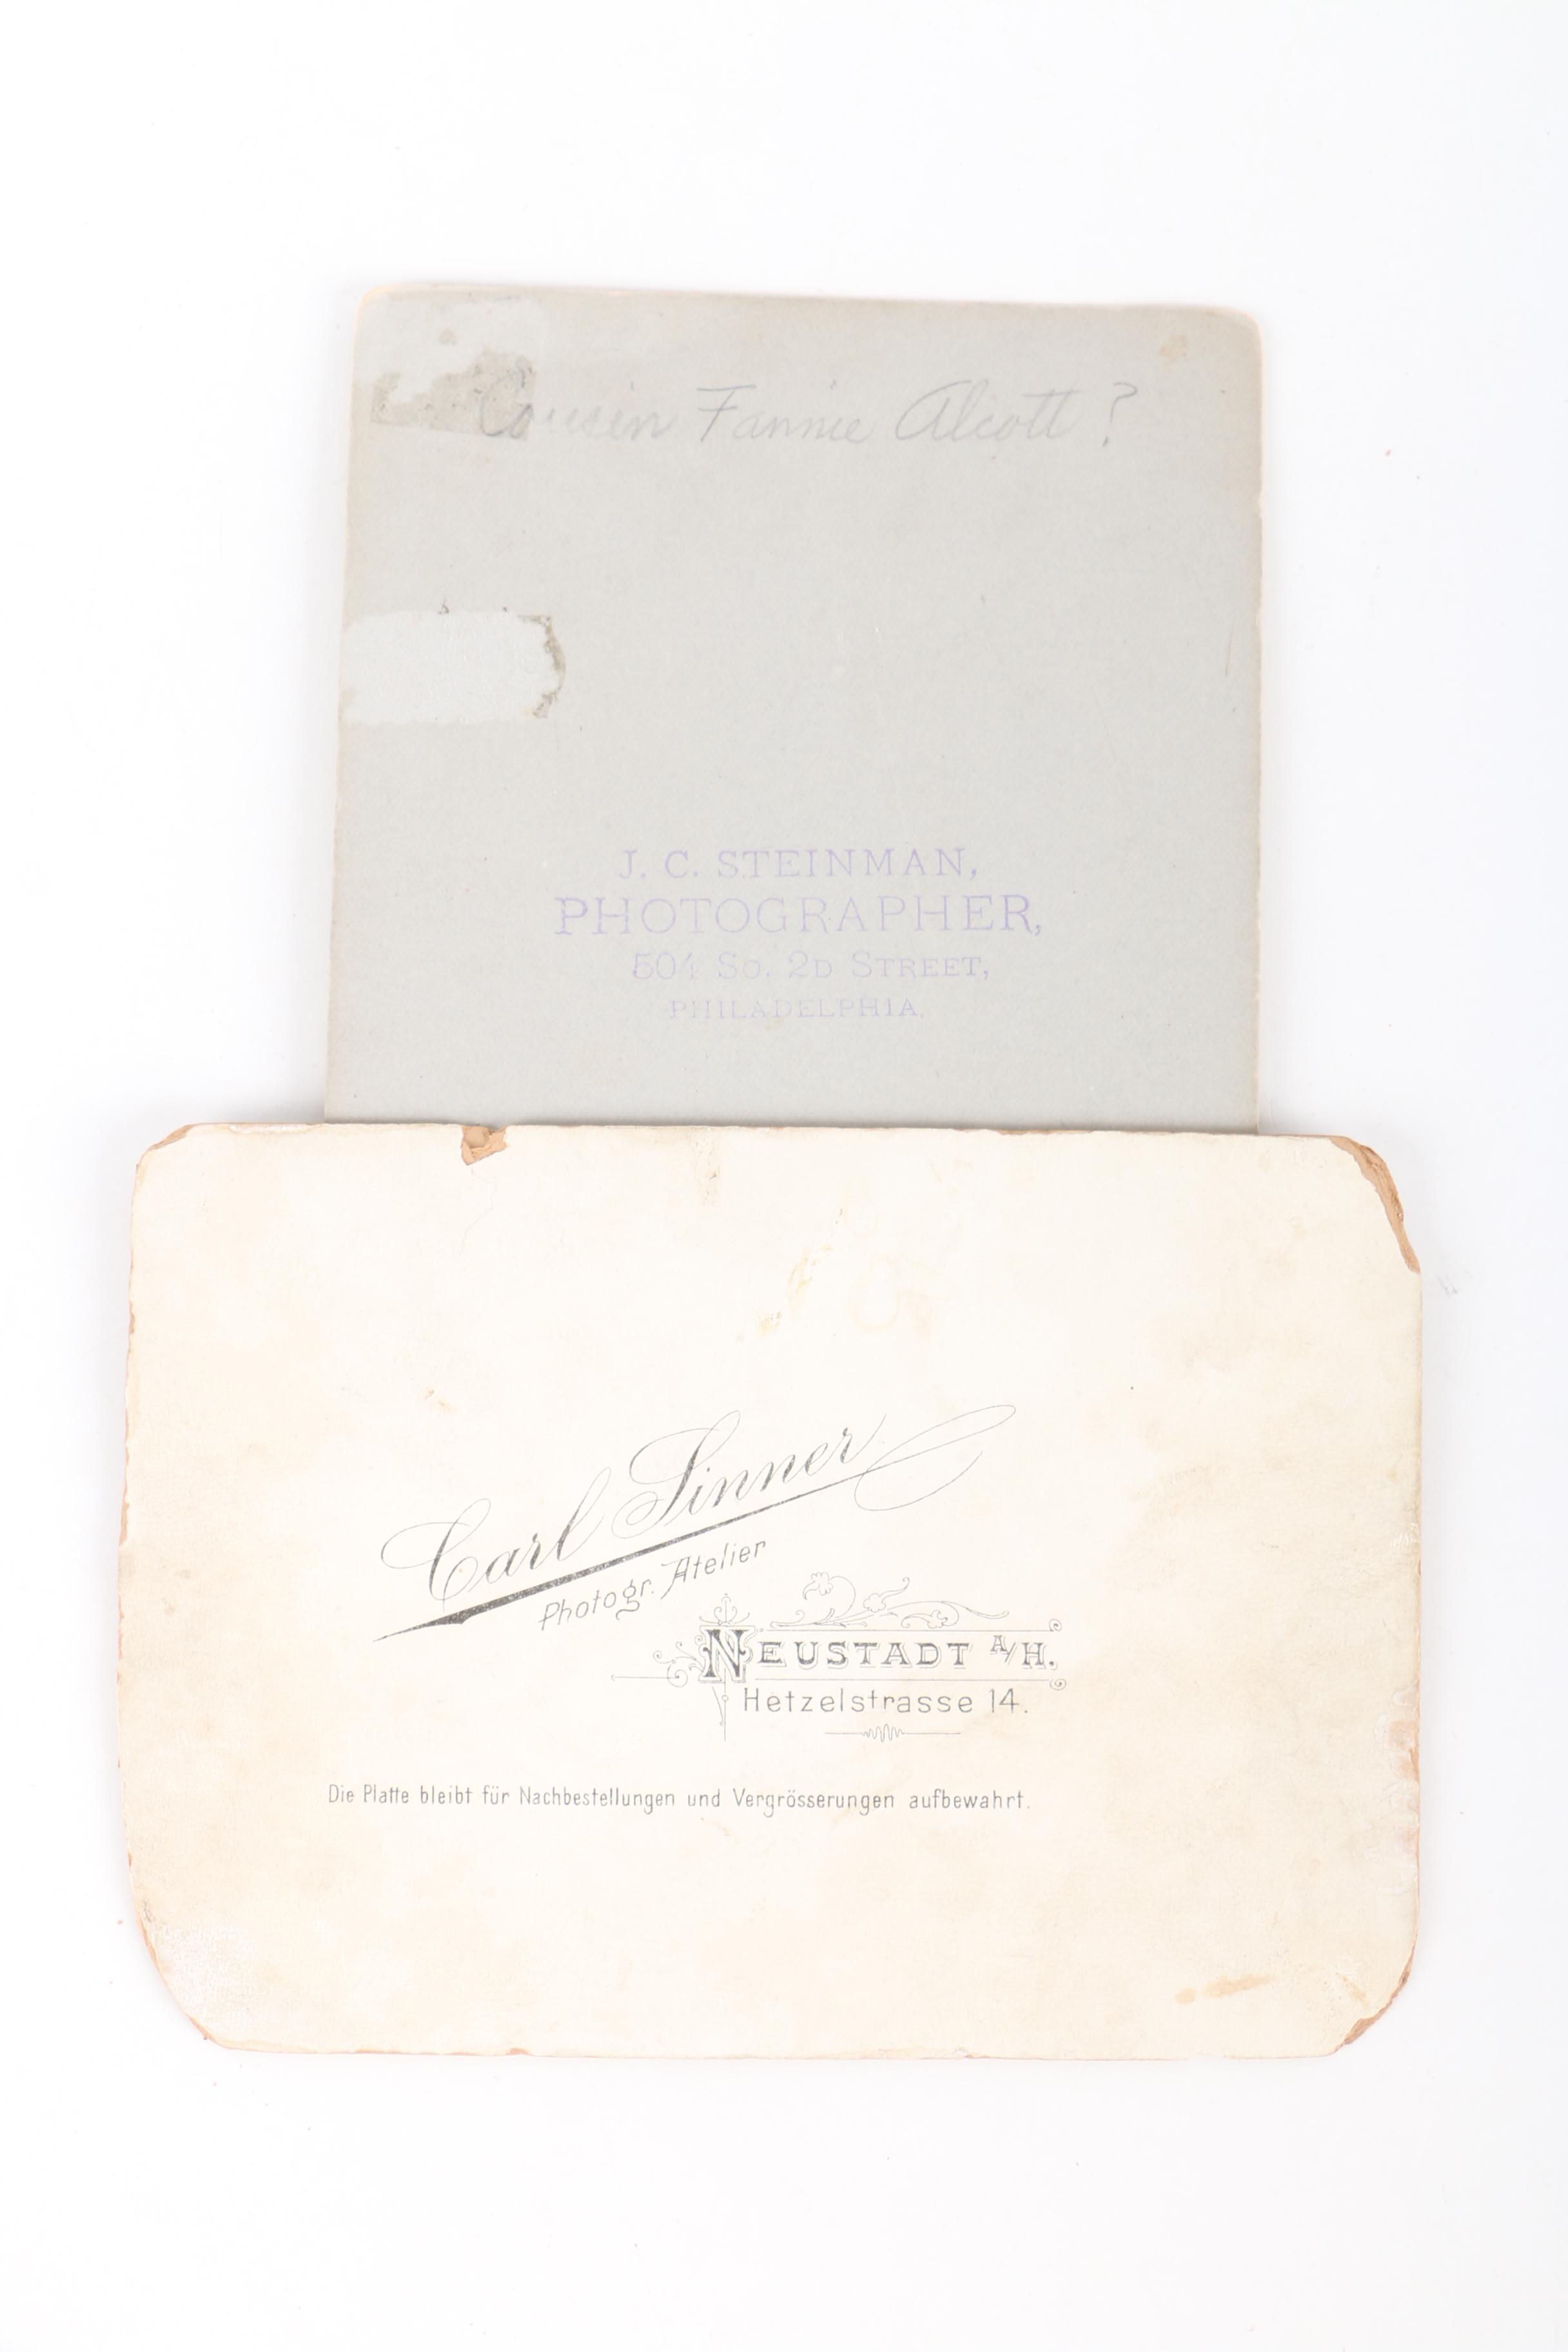 Cousin Fannie Alcott?
J. C. STEINMAN,
PHOTOGRAPHER,
504 So. 2D STREET,
PHILADELPHIA.
Carl Sinner
Photogr. Atelier
NEUSTADT A/H.
Hetzelstrasse 14.
Die Platte bleibt für Nachbestellungen und Vergrösserungen aufbewahrt.